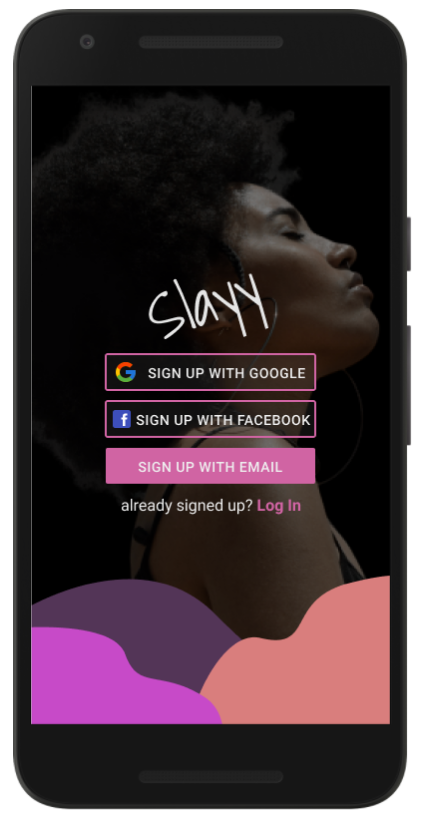 Slayy
SIGN UP WITH GOOGLE
SIGN UP WITH FACEBOOK
SIGN UP WITH EMAIL
already signed up? Log In